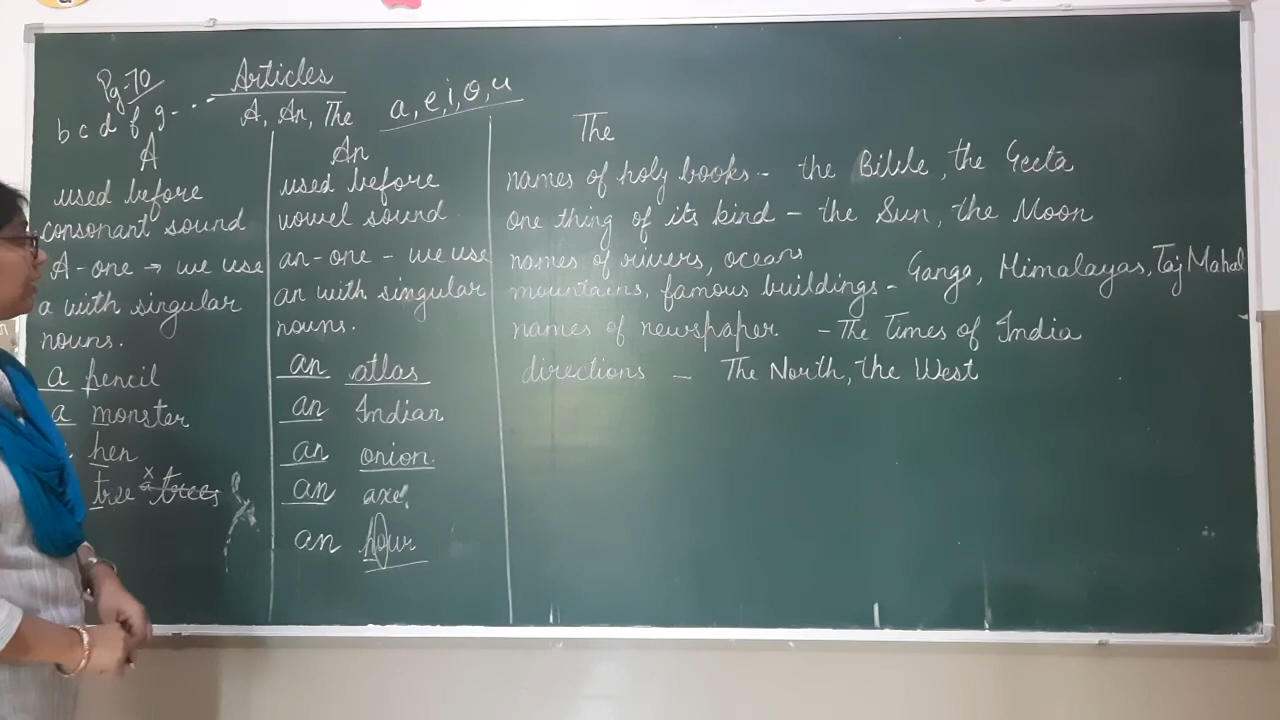 Pg-70
Articles
b c d f g - ...
A, An, The
a, e, i, o, u
A
used before
consonant sound
A-one → we use
a with singular
nouns.
a pencil
a monster
hen
tree x a trees
An
used before
vowel sound
an-one - we use
an with singular
nouns.
an atlas
an Indian
an onion.
an axe
an hour
The
names of holy books - the Bible, the Geeta
one thing of its kind - the Sun, the Moon
names of rivers, oceans
mountains, famous buildings - Ganga, Himalayas, Taj Mahal
names of newspaper. - The Times of India
directions - The North, the West